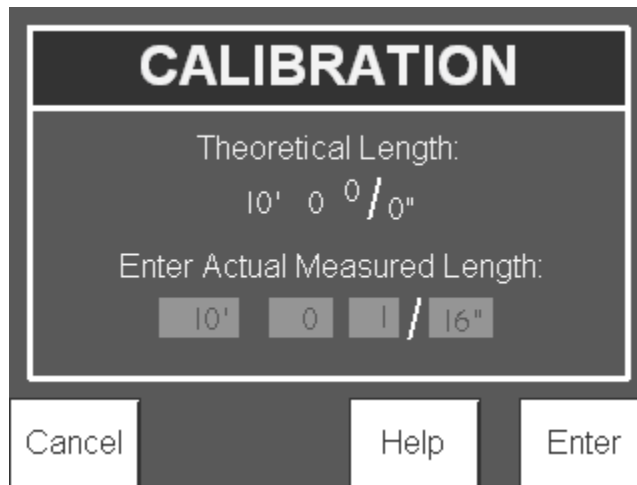 CALIBRATION
Theoretical Length:
10' 0 0/0"
Enter Actual Measured Length:
10' 0 1/16"
Cancel Help Enter